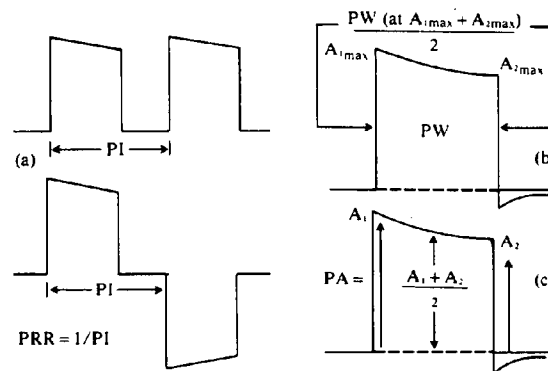 PW (at A₁max + A₂max)
2
A₁max
A₂max
PW
(a)
PI
(b
A₁
A₂
PA = A₁ + A₂
2
(c
PI
PRR = 1/PI